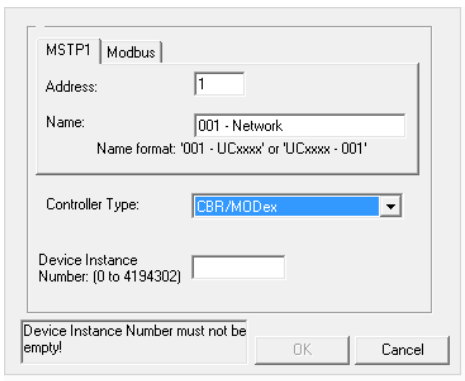 MSTP1 Modbus
Address: 1
Name: 001 - Network
Name format: '001 - UCxxxx' or 'UCxxxx - 001'
Controller Type: CBR/MODex
Device Instance
Number: (0 to 4194302)
Device Instance Number must not be
empty!
OK Cancel